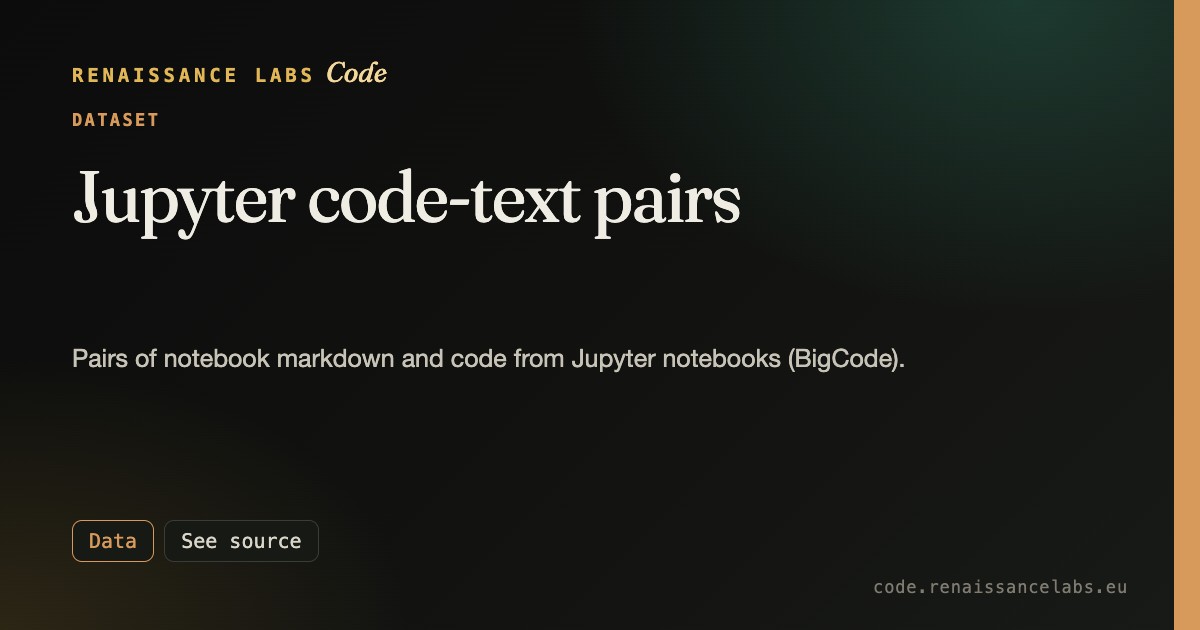 RENAISSANCE LABS Code
DATASET
Jupyter code-text pairs
Pairs of notebook markdown and code from Jupyter notebooks (BigCode).
Data
See source
code.renaissancelabs.eu